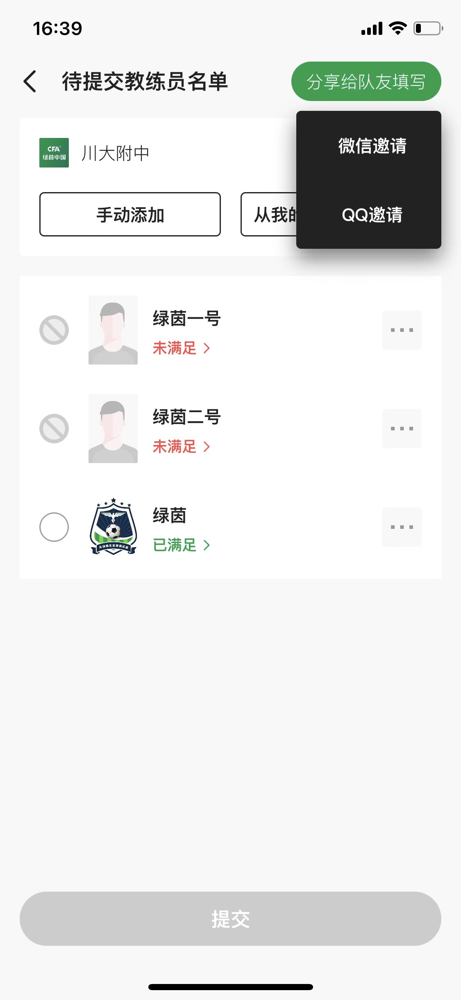 16:39
待提交教练员名单
分享给队友填写
微信邀请
QQ邀请
CFA
绿茵中国
川大附中
手动添加
从我的
绿茵一号
未满足
绿茵二号
未满足
绿茵
已满足
提交